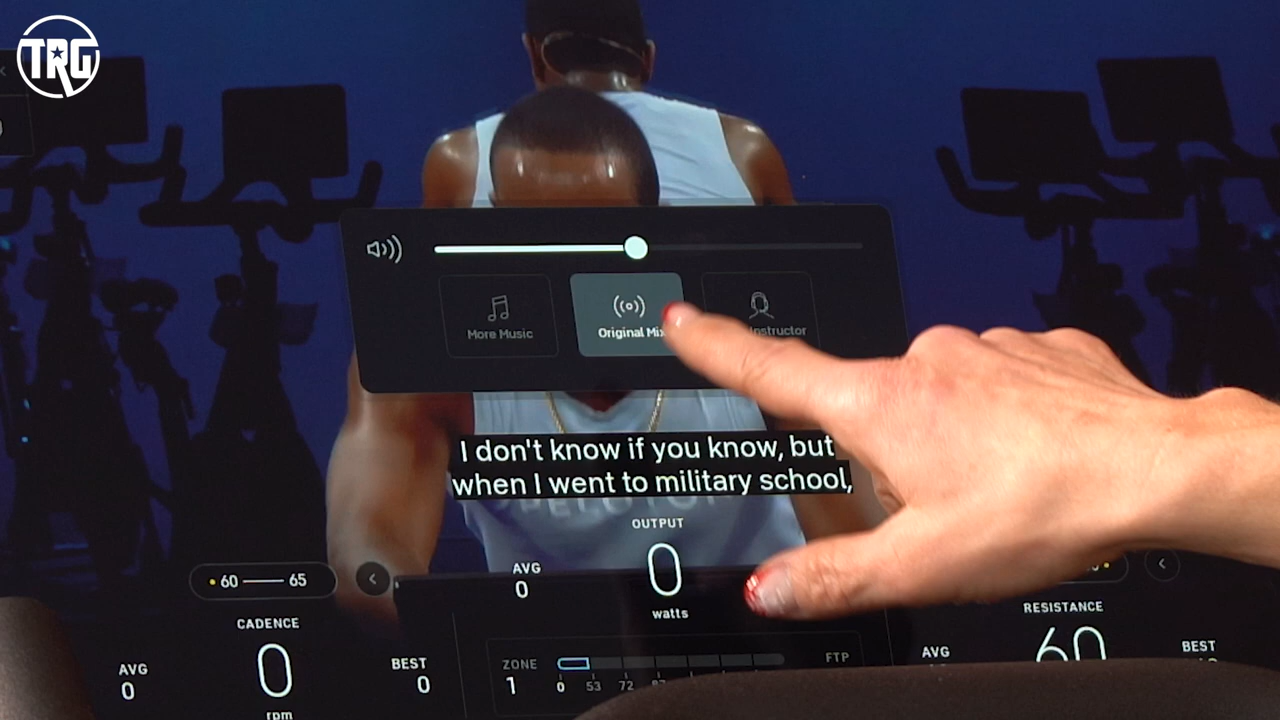 TRG
More Music
Original Mix
Instructor
I don't know if you know, but
when I went to military school,
PELOTON
OUTPUT
AVG
0
0
watts
60
65
CADENCE
AVG
0
0
BEST
0
rpm
ZONE
1
0 53 72
FTP
RESISTANCE
AVG
60
BEST